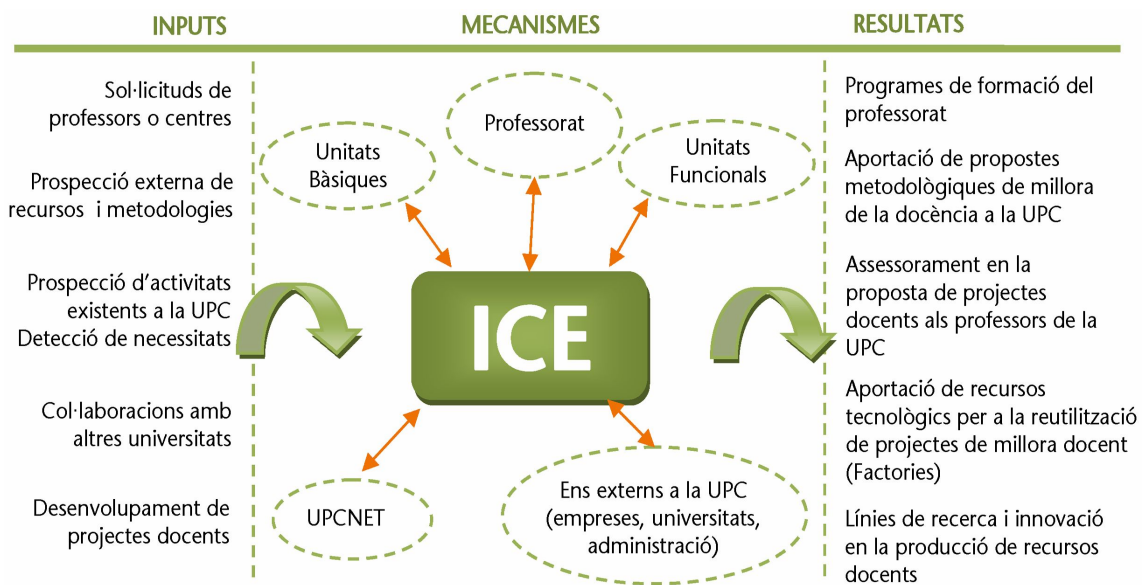 INPUTS
MECANISMES
RESULTATS
Sol·licituds de
professors o centres
Prospecció externa de
recursos i metodologies
Prospecció d'activitats
existents a la UPC
Detecció de necessitats
Col·laboracions amb
altres universitats
Desenvolupament de
projectes docents
Unitats
Bàsiques
Professorat
Unitats
Funcionals
ICE
UPCNET
Ens externs a la UPC
(empreses, universitats,
administració)
Programes de formació del
professorat
Aportació de propostes
metodològiques de millora
de la docència a la UPC
Assessorament en la
proposta de projectes
docents als professors de la
UPC
Aportació de recursos
tecnològics per a la reutilització
de projectes de millora docent
(Factories)
Línies de recerca i innovació
en la producció de recursos
docents